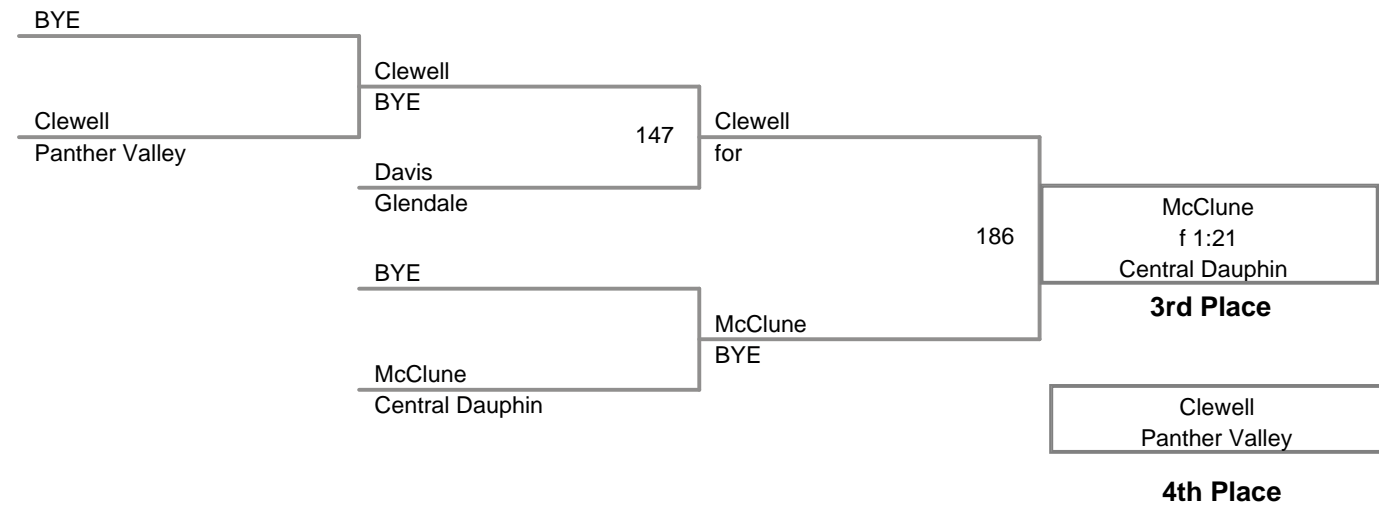 BYE
Clewell
Panther Valley
Clewell
BYE
147
Davis
Glendale
BYE
McClune
Central Dauphin
Clewell
for
186
McClune
BYE
McClune
f 1:21
Central Dauphin
3rd Place
Clewell
Panther Valley
4th Place